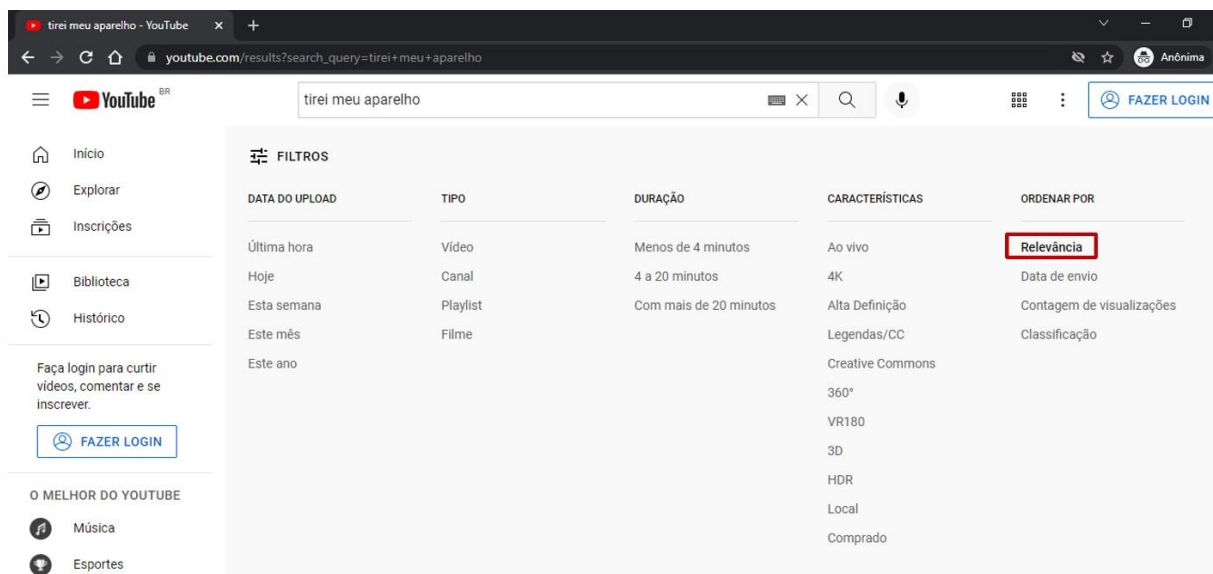 tirei meu aparelho - YouTube
youtube.com/results?search_query=tirei+meu+aparelho
Anônima
YouTube BR
tirei meu aparelho
FAZER LOGIN
Início
Explorar
Inscrições
Biblioteca
Histórico
Faça login para curtir
vídeos, comentar e se
inscrever.
FAZER LOGIN
O MELHOR DO YOUTUBE
Música
Esportes
FILTROS
DATA DO UPLOAD
Última hora
Hoje
Esta semana
Este mês
Este ano
TIPO
Vídeo
Canal
Playlist
Filme
DURAÇÃO
Menos de 4 minutos
4 a 20 minutos
Com mais de 20 minutos
CARACTERÍSTICAS
Ao vivo
4K
Alta Definição
Legendas/CC
Creative Commons
360°
VR180
3D
HDR
Local
Comprado
ORDENAR POR
Relevância
Data de envio
Contagem de visualizações
Classificação